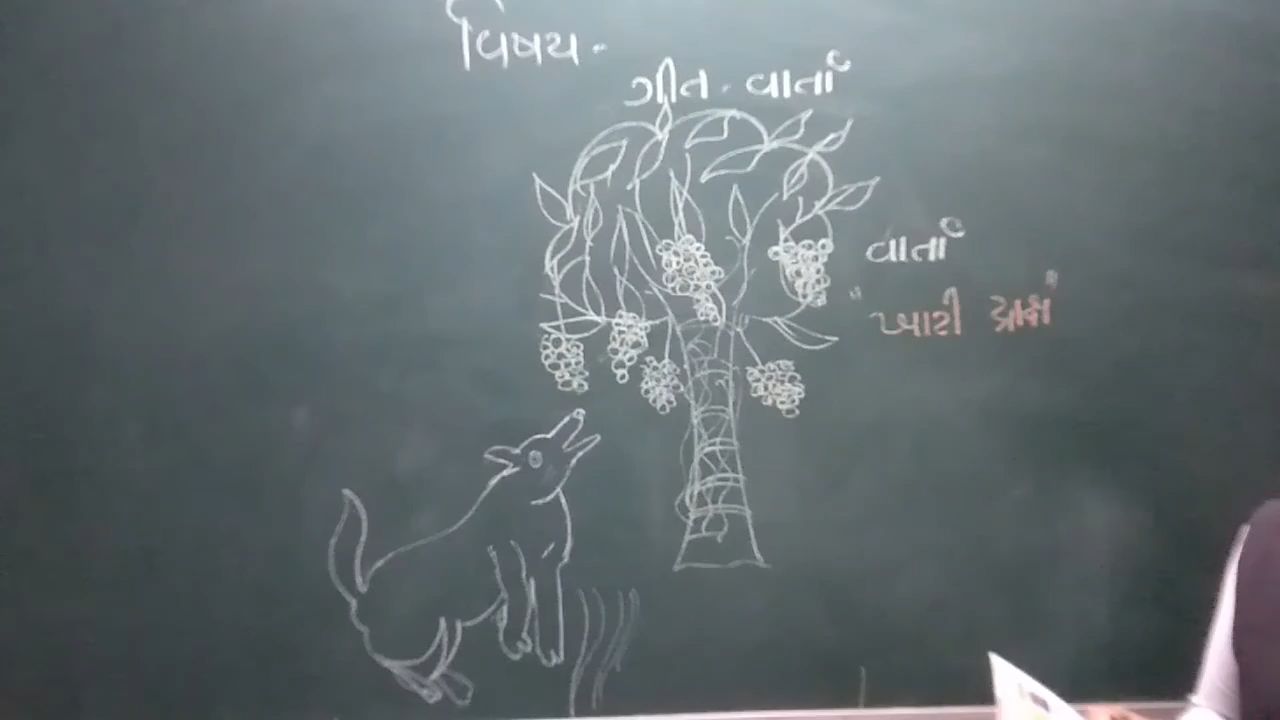 વિષય -
ગીત - વાર્તા
વાર્તા
"ખાટી દ્રાક્ષ"